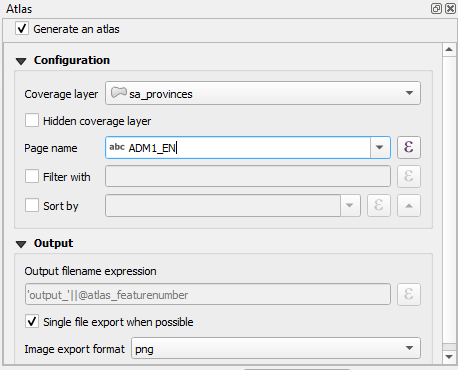 Atlas
Generate an atlas
Configuration
Coverage layer sa_provinces
Hidden coverage layer
Page name abc ADM1_EN ε
Filter with ε
Sort by ε
Output
Output filename expression
'output_'||@atlas_featurenumber ε
Single file export when possible
Image export format png